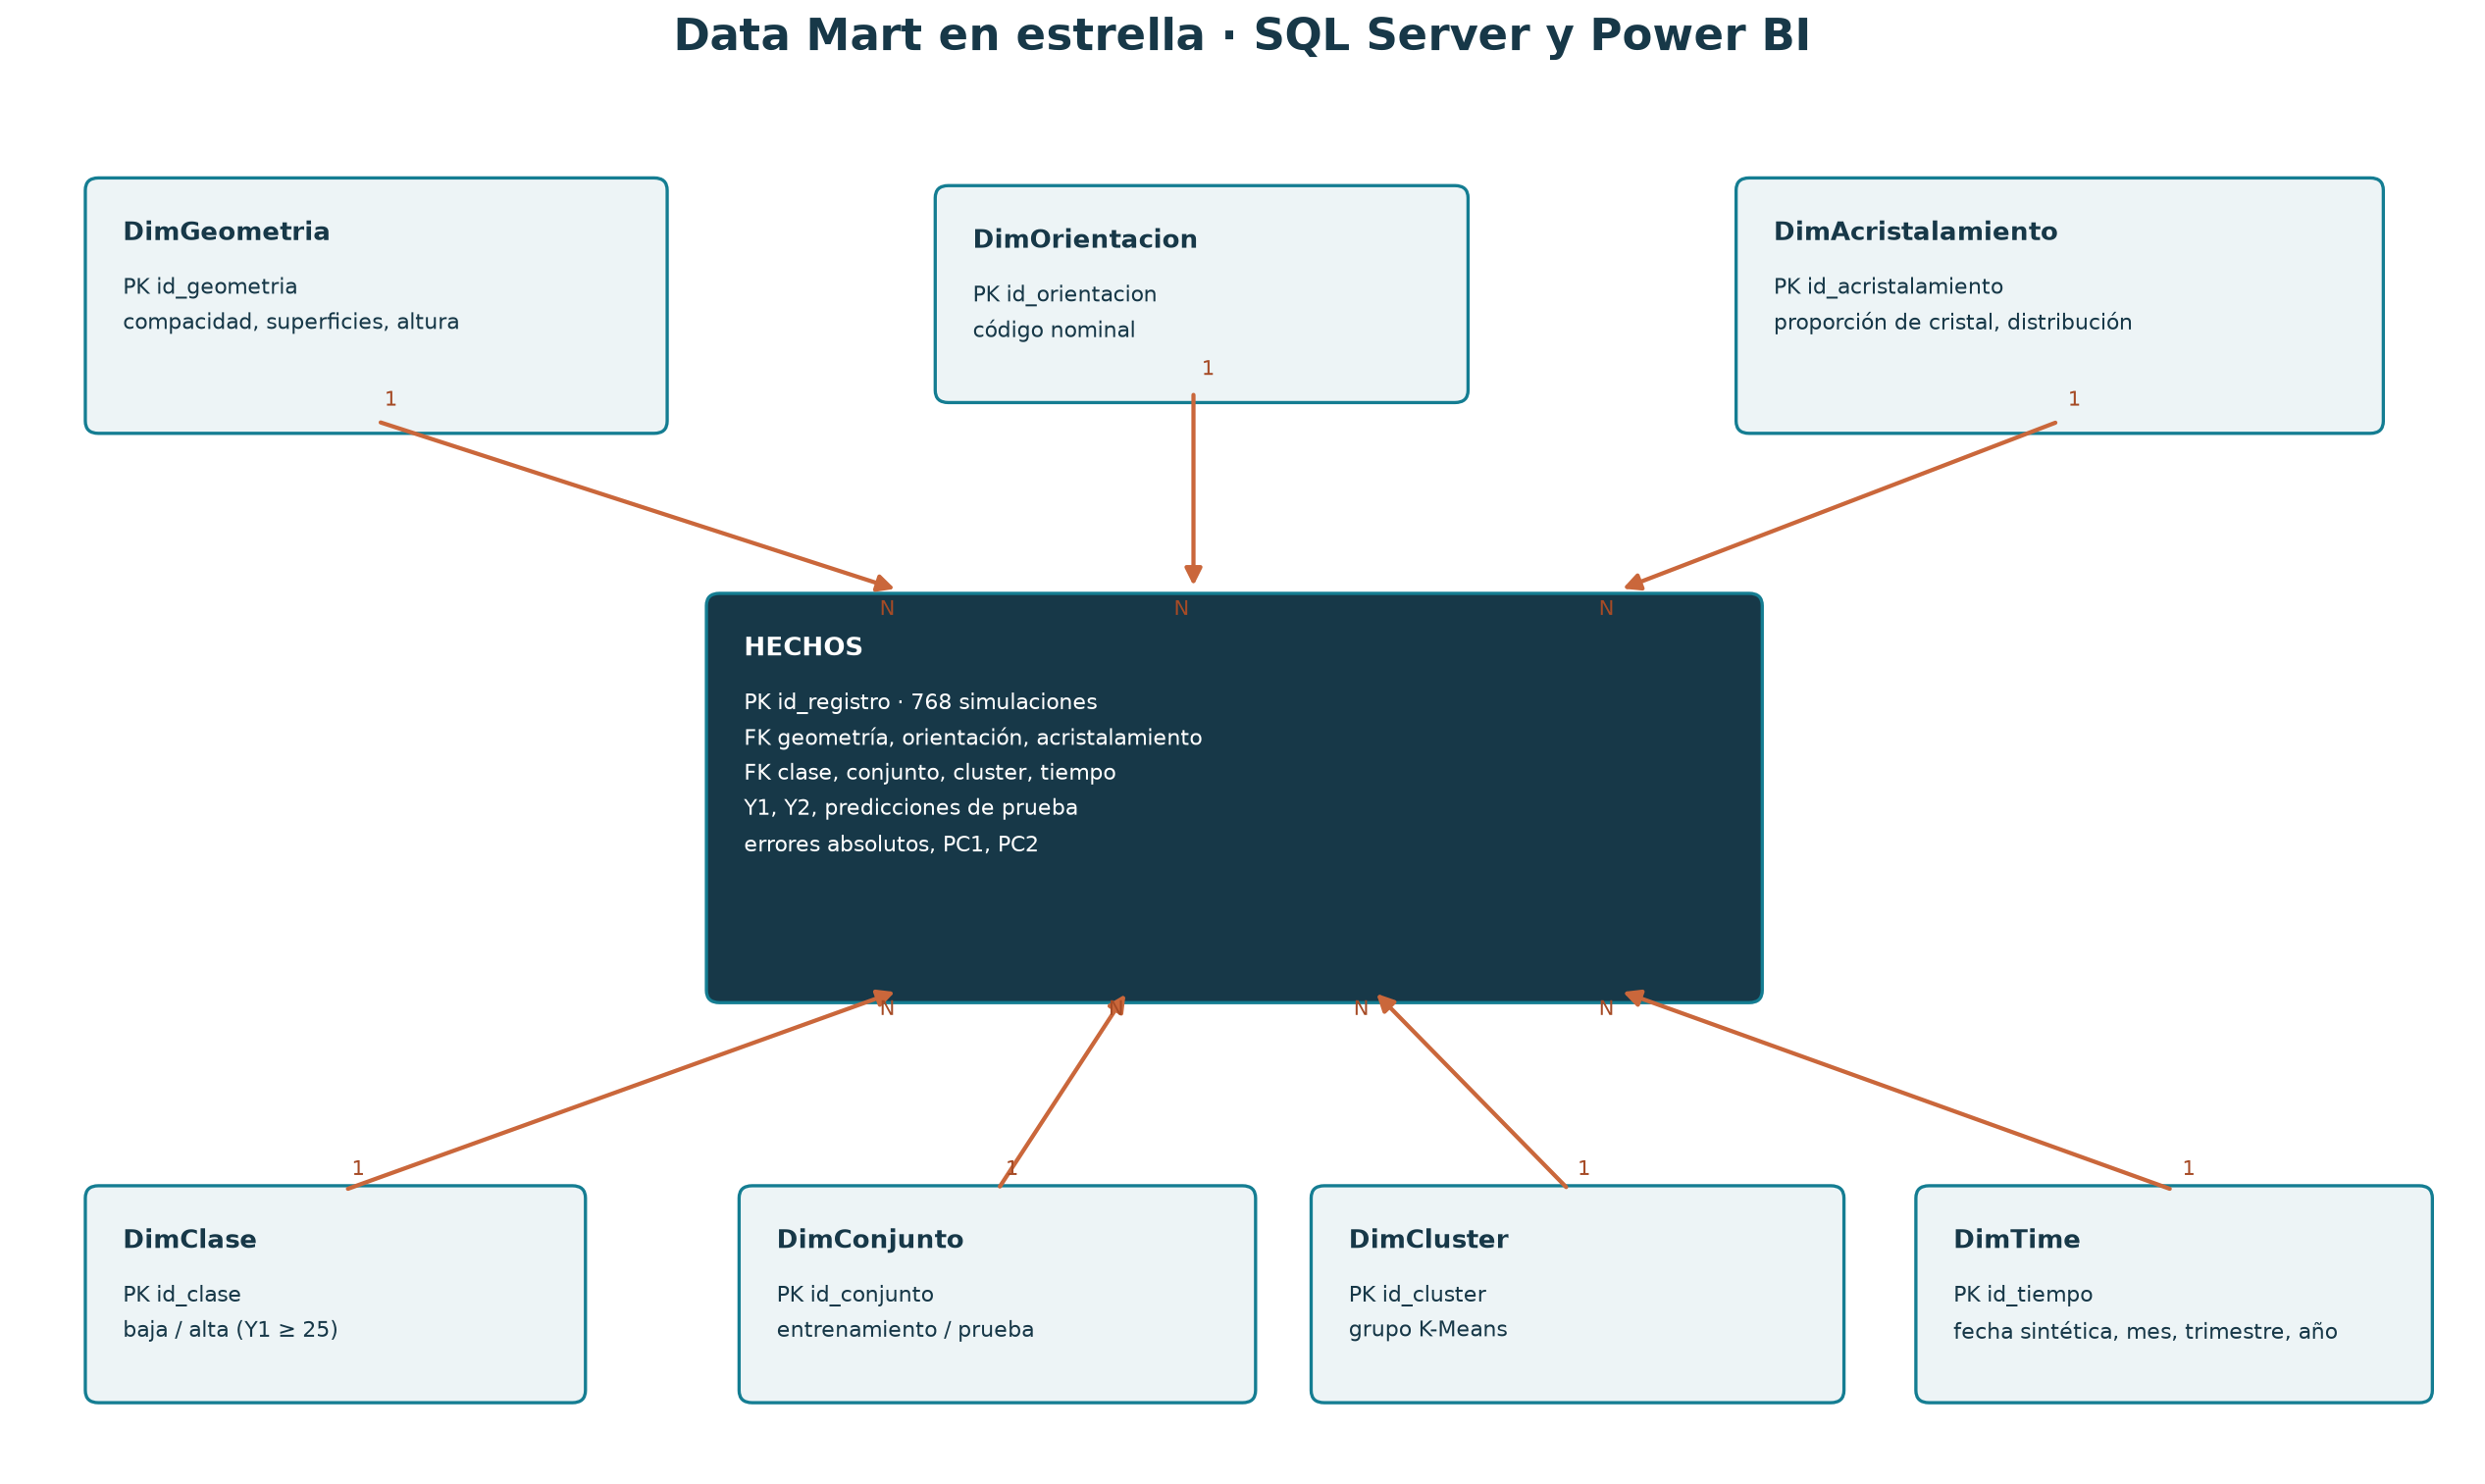 Data Mart en estrella · SQL Server y Power BI
DimGeometria
PK id_geometria
compacidad, superficies, altura
1
DimOrientacion
PK id_orientacion
código nominal
1
DimAcristalamiento
PK id_acristalamiento
proporción de cristal, distribución
1
N
N
N
HECHOS
PK id_registro · 768 simulaciones
FK geometría, orientación, acristalamiento
FK clase, conjunto, cluster, tiempo
Y1, Y2, predicciones de prueba
errores absolutos, PC1, PC2
N
N
N
N
1
DimClase
PK id_clase
baja / alta (Y1 ≥ 25)
1
DimConjunto
PK id_conjunto
entrenamiento / prueba
1
DimCluster
PK id_cluster
grupo K-Means
1
DimTime
PK id_tiempo
fecha sintética, mes, trimestre, año